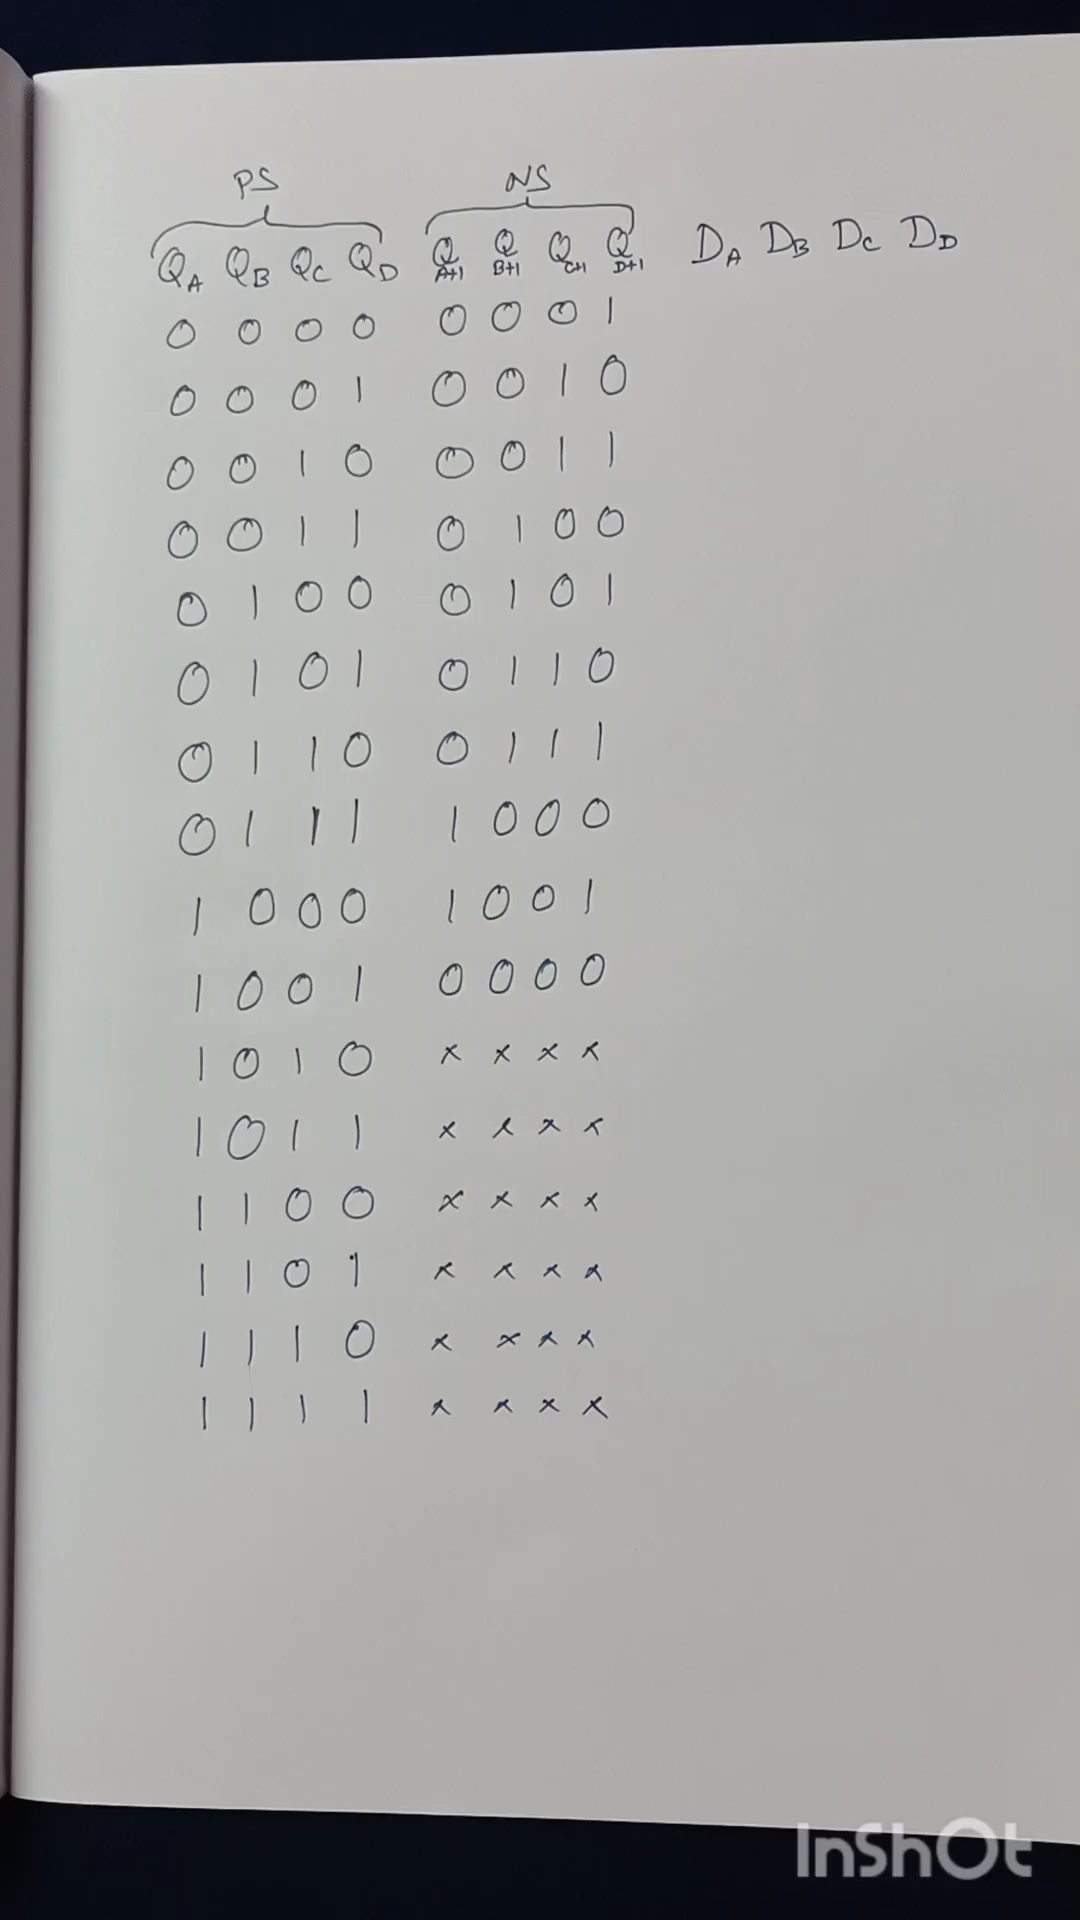 PS NS
QA QB QC QD Q A+1 Q B+1 Q C+1 Q D+1 DA DB DC DD
0 0 0 0 0 0 0 1
0 0 0 1 0 0 1 0
0 0 1 0 0 0 1 1
0 0 1 1 0 1 0 0
0 1 0 0 0 1 0 1
0 1 0 1 0 1 1 0
0 1 1 0 0 1 1 1
0 1 1 1 1 0 0 0
1 0 0 0 1 0 0 1
1 0 0 1 0 0 0 0
1 0 1 0 x x x x
1 0 1 1 x x x x
1 1 0 0 x x x x
1 1 0 1 x x x x
1 1 1 0 x x x x
1 1 1 1 x x x x
InShOt